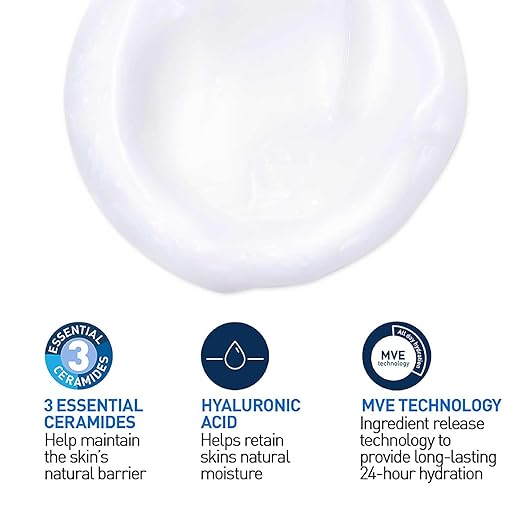 ESSENTIAL
3
CERAMIDES
3 ESSENTIAL
CERAMIDES
Help maintain
the skin's
natural barrier
HYALURONIC
ACID
Helps retain
skins natural
moisture
All day hydration
MVE
technology
MVE TECHNOLOGY
Ingredient release
technology to
provide long-lasting
24-hour hydration